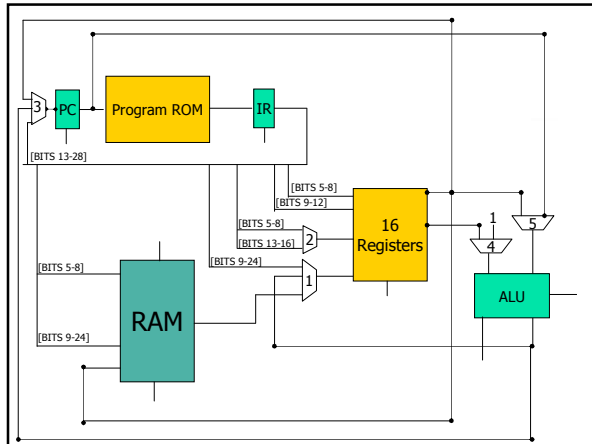 3
PC
Program ROM
IR
[BITS 13-28]
[BITS 5-8]
[BITS 9-12]
[BITS 5-8]
2
[BITS 13-16]
16
Registers
1
4
5
[BITS 9-24]
1
[BITS 5-8]
RAM
ALU
[BITS 9-24]